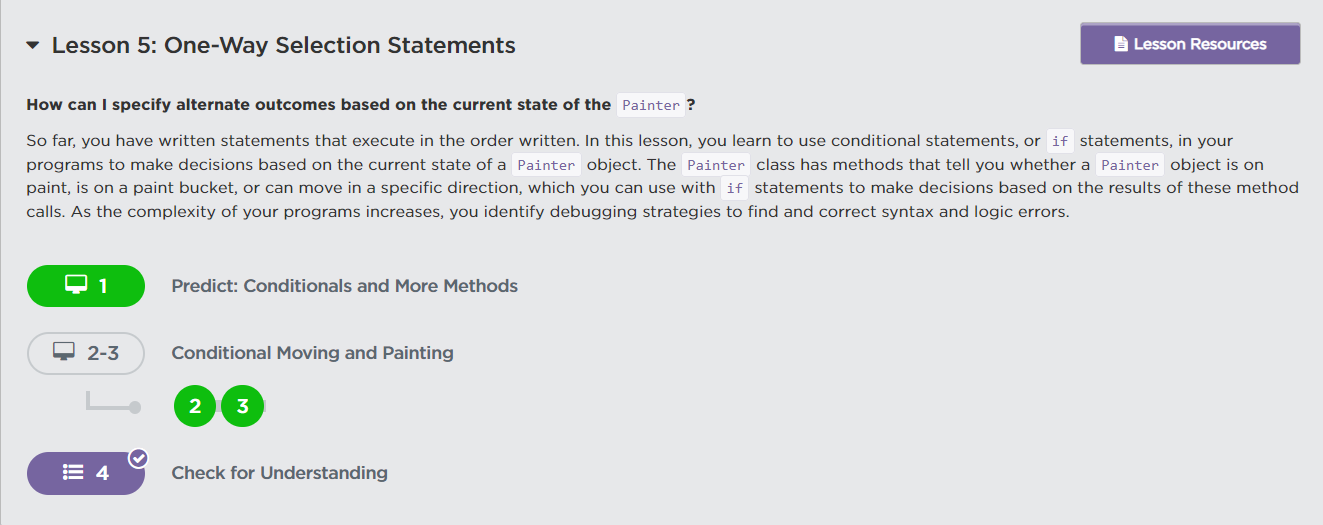 Lesson 5: One-Way Selection Statements
Lesson Resources
How can I specify alternate outcomes based on the current state of the Painter ?
So far, you have written statements that execute in the order written. In this lesson, you learn to use conditional statements, or if statements, in your
programs to make decisions based on the current state of a Painter object. The Painter class has methods that tell you whether a Painter object is on
paint, is on a paint bucket, or can move in a specific direction, which you can use with if statements to make decisions based on the results of these method
calls. As the complexity of your programs increases, you identify debugging strategies to find and correct syntax and logic errors.
1 Predict: Conditionals and More Methods
2-3 Conditional Moving and Painting
2 3
4 Check for Understanding